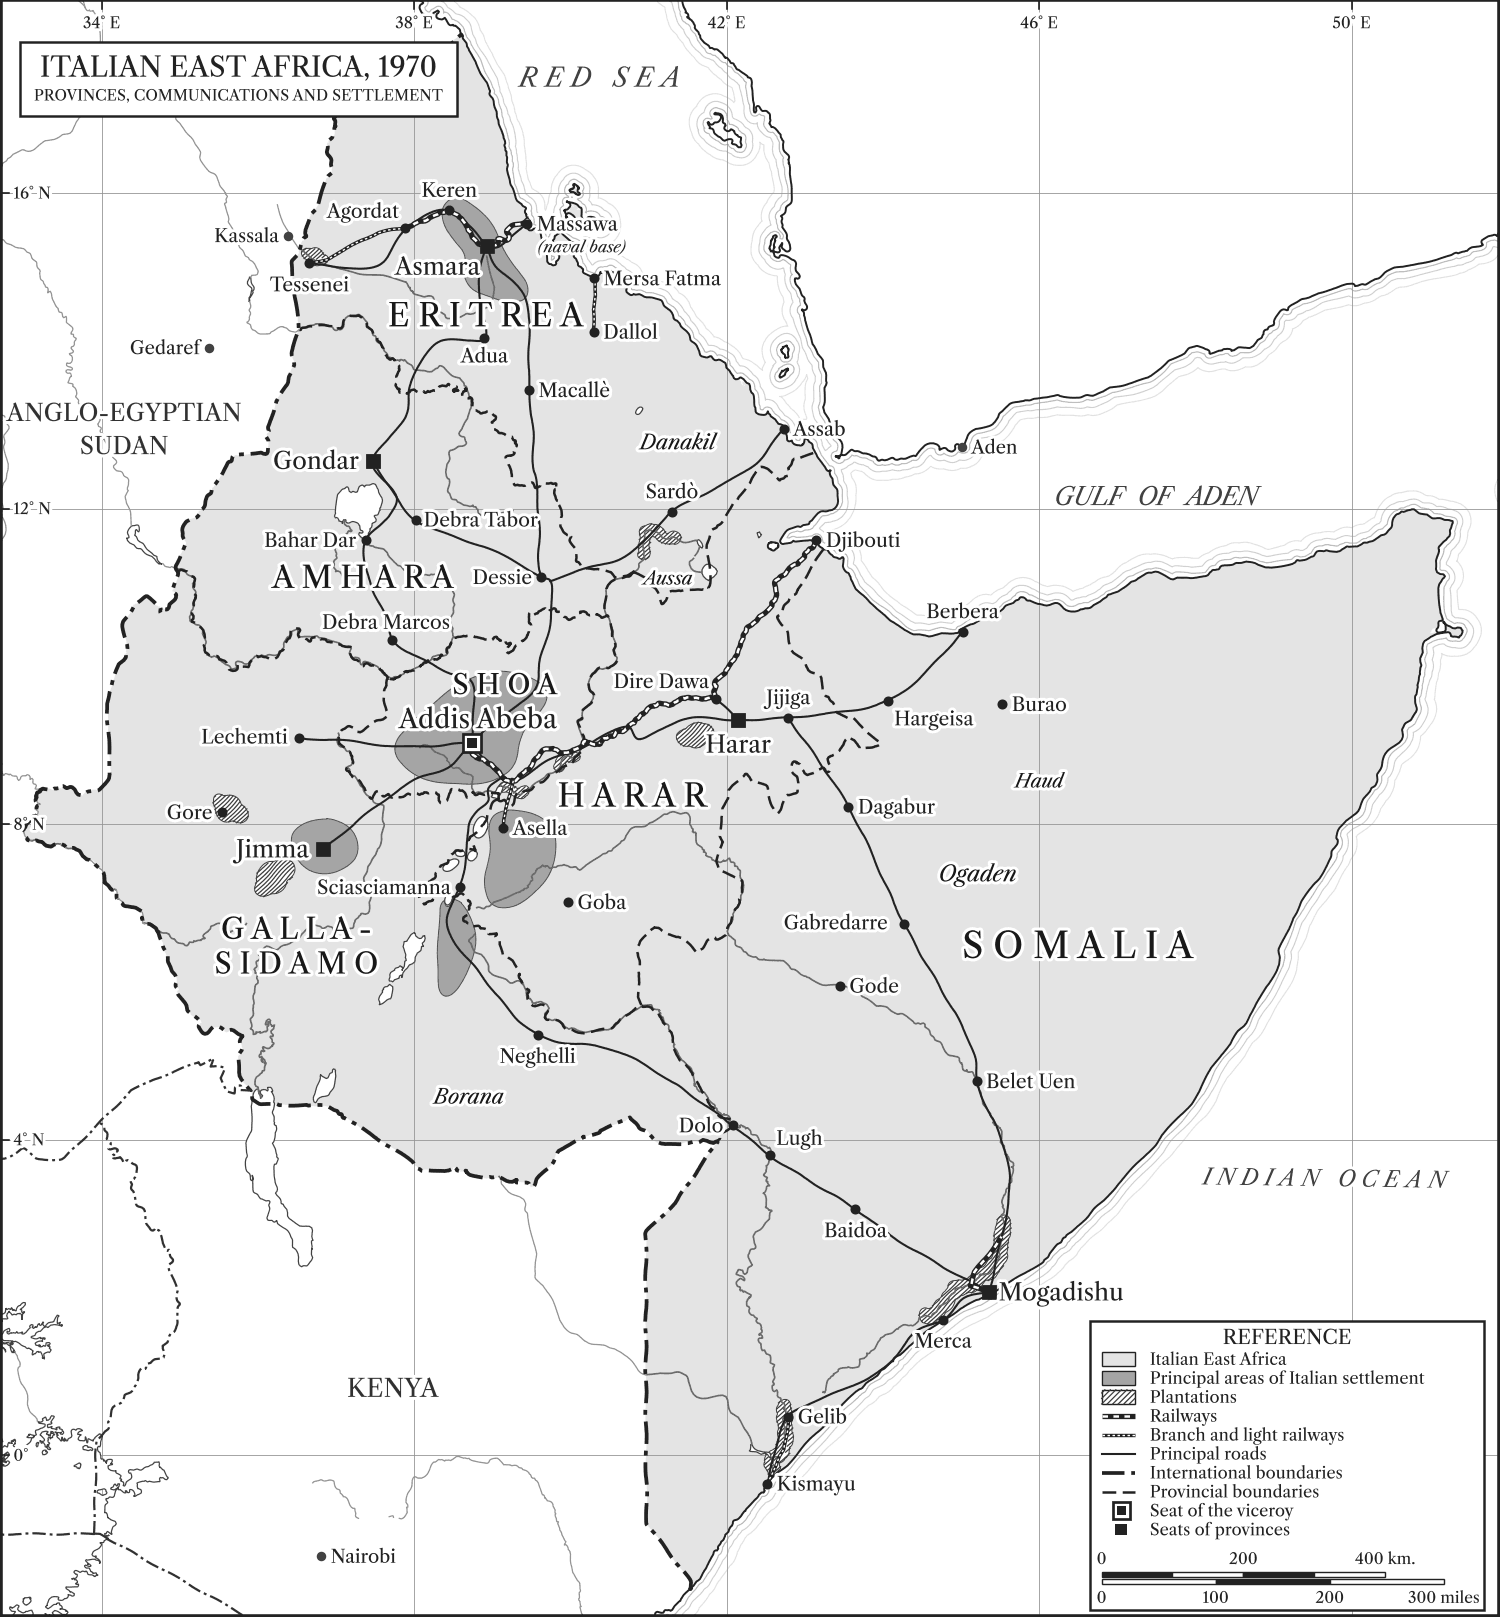 34° E
38° E
42° E
46° E
50° E
ITALIAN EAST AFRICA, 1970
PROVINCES, COMMUNICATIONS AND SETTLEMENT
RED SEA
16° N
Keren
Agordat
Massawa
(naval base)
Kassala
Asmara
Tessenei
Mersa Fatma
ERITREA
Dallol
Gedaref
Adua
Macallè
ANGLO-EGYPTIAN
SUDAN
Danakil
Assab
Aden
Gondar
Sardò
GULF OF ADEN
12° N
Debra Tabor
Bahar Dar
Djibouti
AMHARA
Dessie
Aussa
Berbera
Debra Marcos
SHOA
Dire Dawa
Jijiga
Burao
Addis Abeba
Hargeisa
Lechemti
Harar
Haud
HARAR
Dagabur
Gore
8° N
Asella
Jimma
Ogaden
Sciasciamanna
Goba
Gabredarre
GALLA-
SIDAMO
SOMALIA
Gode
Neghelli
Belet Uen
Borana
Dolo
Lugh
4° N
INDIAN OCEAN
Baidoa
Mogadishu
Merca
KENYA
Gelib
0°
Kismayu
Nairobi
REFERENCE
Italian East Africa
Principal areas of Italian settlement
Plantations
Railways
Branch and light railways
Principal roads
International boundaries
Provincial boundaries
Seat of the viceroy
Seats of provinces
0 200 400 km.
0 100 200 300 miles